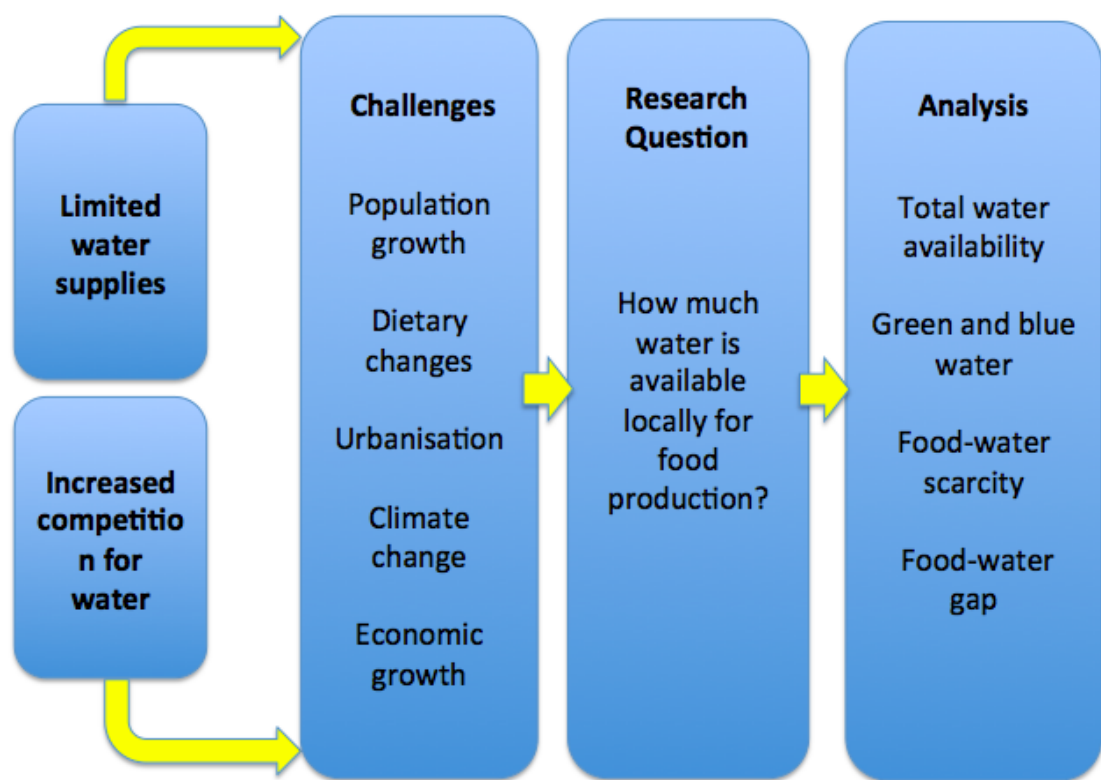 Limited
water
supplies
Increased
competitio
n for
water
Challenges
Population
growth
Dietary
changes
Urbanisation
Climate
change
Economic
growth
Research
Question
How much
water is
available
locally for
food
production?
Analysis
Total water
availability
Green and blue
water
Food-water
scarcity
Food-water
gap